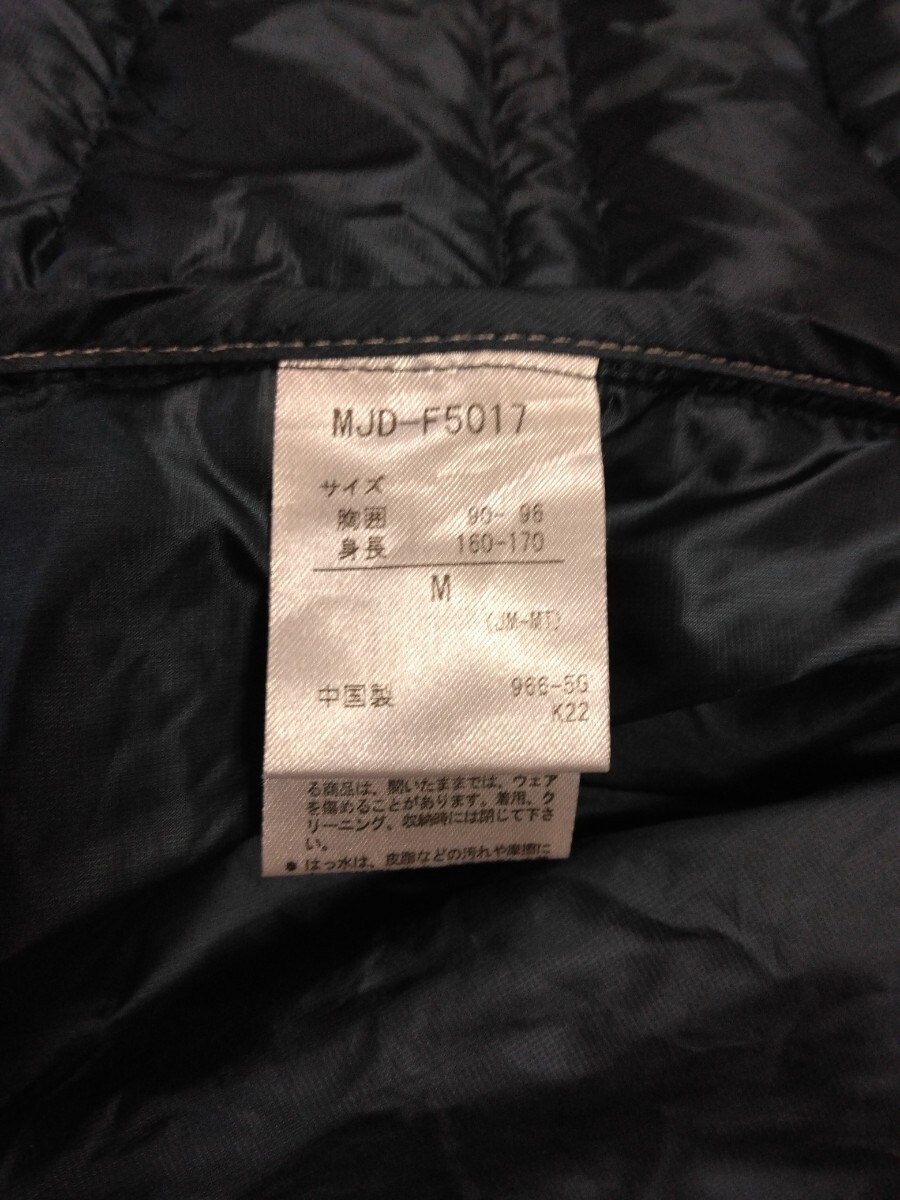 MJD-F5017
サイズ
胸囲 90-96
身長 160-170
M
(JM-MT)
中国製 966-5G
K22
る商品は、開いたままでは、ウェア
を傷めることがあります。着用、ク
リーニング、収納時には閉じて下さ
い。
● はっ水は、皮脂などの汚れや摩擦に